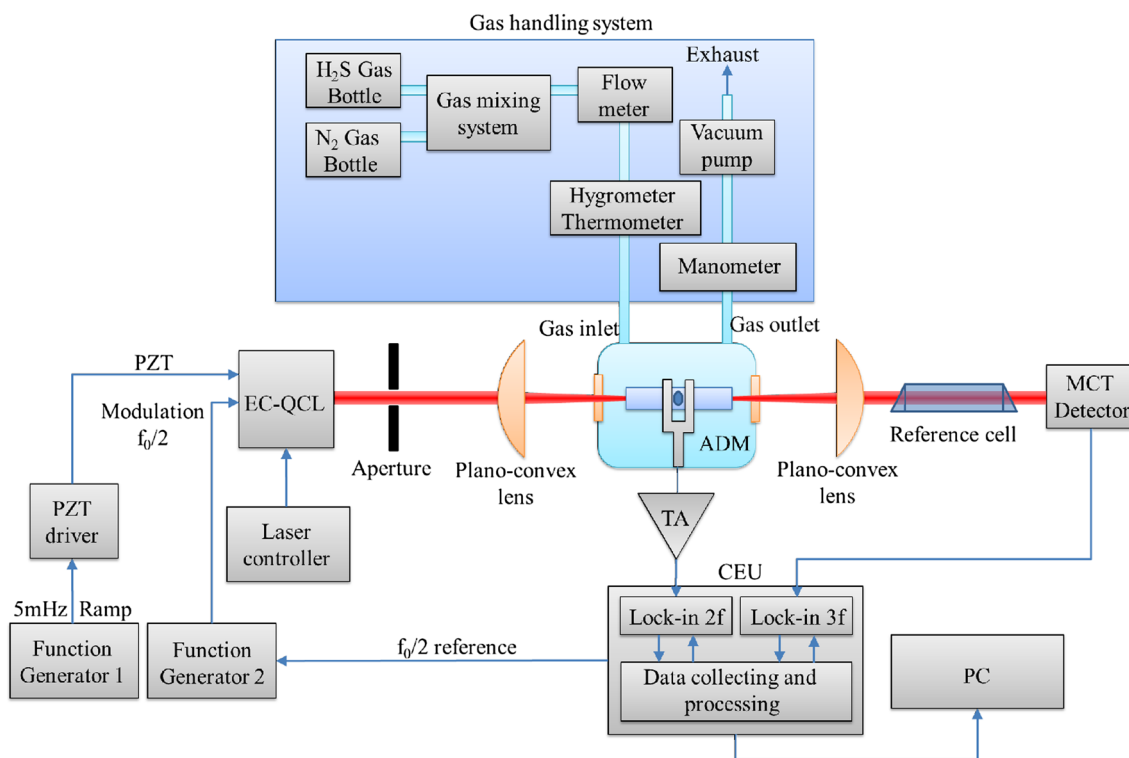 Gas handling system
H₂S Gas
Bottle
N₂ Gas
Bottle
Gas mixing
system
Flow
meter
Exhaust
Vacuum
pump
Hygrometer
Thermometer
Manometer
Gas inlet
Gas outlet
PZT
Modulation
f₀/2
EC-QCL
Aperture
Plano-convex
lens
ADM
Plano-convex
lens
Reference cell
MCT
Detector
PZT
driver
Laser
controller
TA
CEU
5mHz Ramp
Function
Generator 1
Function
Generator 2
f₀/2 reference
Lock-in 2f
Lock-in 3f
Data collecting and
processing
PC